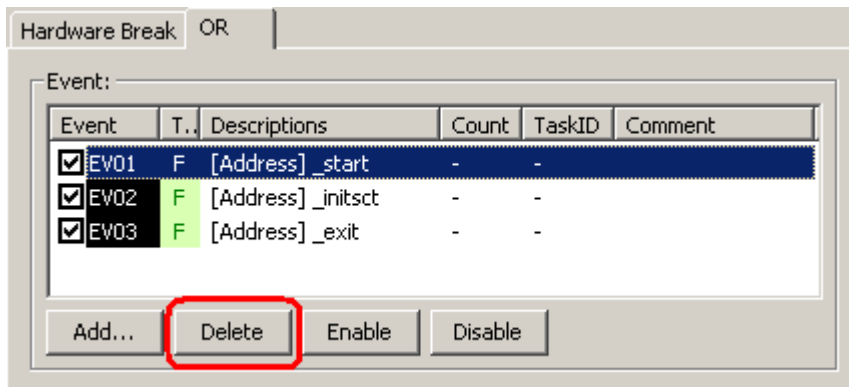 Hardware Break OR
Event:
Event T.. Descriptions Count TaskID Comment
EV01 F [Address] _start - -
EV02 F [Address] _initsct - -
EV03 F [Address] _exit - -
Add... Delete Enable Disable